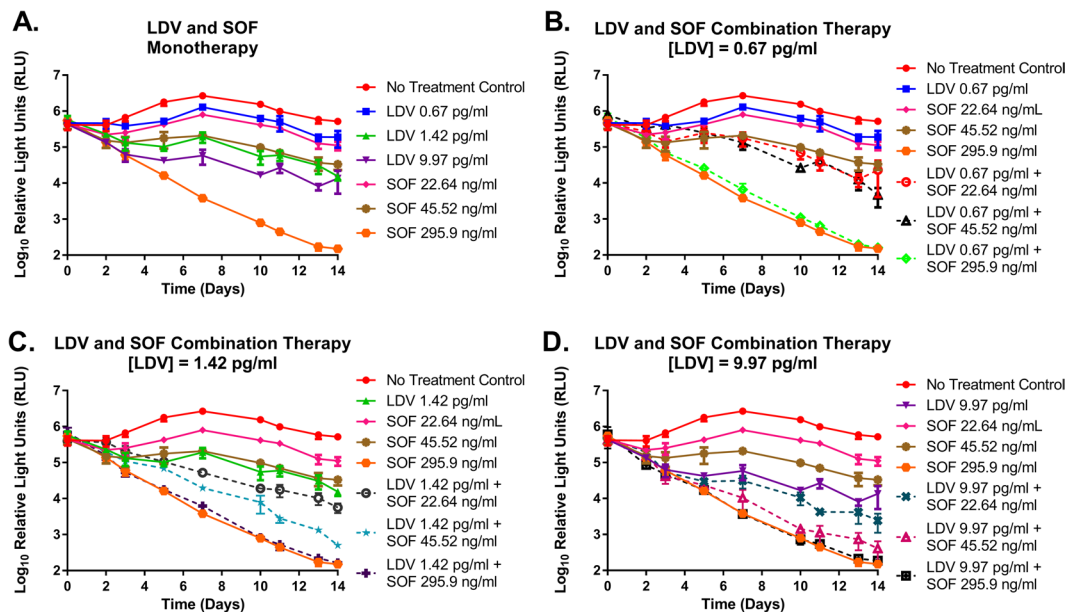 A.
LDV and SOF
Monotherapy
Log10 Relative Light Units (RLU)
7
6
5
4
3
2
0 2 4 6 8 10 12 14
Time (Days)
No Treatment Control
LDV 0.67 pg/ml
LDV 1.42 pg/ml
LDV 9.97 pg/ml
SOF 22.64 ng/ml
SOF 45.52 ng/ml
SOF 295.9 ng/ml
B.
LDV and SOF Combination Therapy
[LDV] = 0.67 pg/ml
Log10 Relative Light Units (RLU)
7
6
5
4
3
2
0 2 4 6 8 10 12 14
Time (Days)
No Treatment Control
LDV 0.67 pg/ml
SOF 22.64 ng/mL
SOF 45.52 ng/ml
SOF 295.9 ng/ml
LDV 0.67 pg/ml +
SOF 22.64 ng/ml
LDV 0.67 pg/ml +
SOF 45.52 ng/ml
LDV 0.67 pg/ml +
SOF 295.9 ng/ml
C.
LDV and SOF Combination Therapy
[LDV] = 1.42 pg/ml
Log10 Relative Light Units (RLU)
7
6
5
4
3
2
0 2 4 6 8 10 12 14
Time (Days)
No Treatment Control
LDV 1.42 pg/ml
SOF 22.64 ng/mL
SOF 45.52 ng/ml
SOF 295.9 ng/ml
LDV 1.42 pg/ml +
SOF 22.64 ng/ml
LDV 1.42 pg/ml +
SOF 45.52 ng/ml
LDV 1.42 pg/ml +
SOF 295.9 ng/ml
D.
LDV and SOF Combination Therapy
[LDV] = 9.97 pg/ml
Log10 Relative Light Units (RLU)
7
6
5
4
3
2
0 2 4 6 8 10 12 14
Time (Days)
No Treatment Control
LDV 9.97 pg/ml
SOF 22.64 ng/mL
SOF 45.52 ng/ml
SOF 295.9 ng/ml
LDV 9.97 pg/ml +
SOF 22.64 ng/ml
LDV 9.97 pg/ml +
SOF 45.52 ng/ml
LDV 9.97 pg/ml +
SOF 295.9 ng/ml